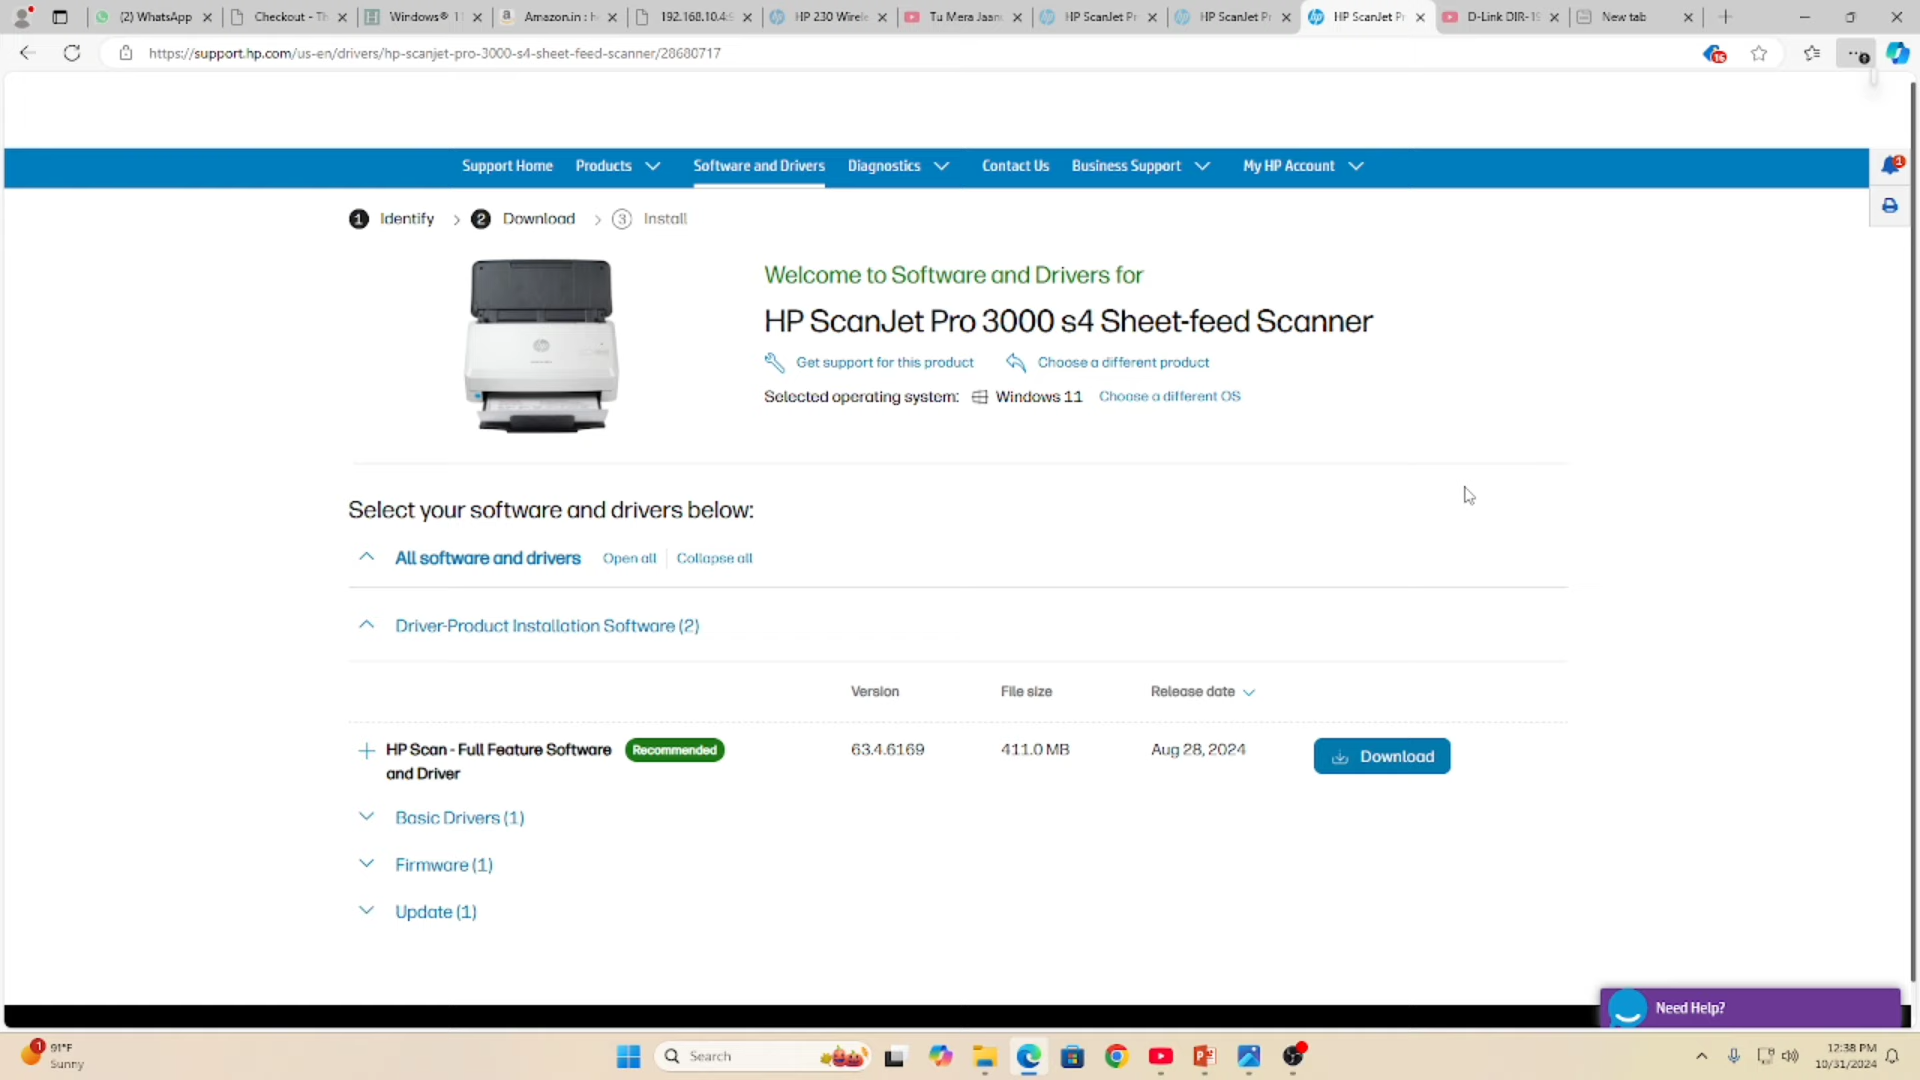 (2) WhatsApp
Checkout - Th
Windows® 1
Amazon.in : h
192.168.10.4:9
HP 230 Wirele
Tu Mera Jaan
HP ScanJet Pr
HP ScanJet Pr
HP ScanJet Pr
D-Link DIR-1
New tab
https://support.hp.com/us-en/drivers/hp-scanjet-pro-3000-s4-sheet-feed-scanner/28680717
16
Support Home Products Software and Drivers Diagnostics Contact Us Business Support My HP Account
1
1 Identify > 2 Download > 3 Install
Welcome to Software and Drivers for
HP ScanJet Pro 3000 s4 Sheet-feed Scanner
Get support for this product Choose a different product
Selected operating system: Windows 11 Choose a different OS
Select your software and drivers below:
All software and drivers Open all Collapse all
Driver-Product Installation Software (2)
Version File size Release date
HP Scan - Full Feature Software Recommended 63.4.6169 411.0 MB Aug 28, 2024 Download
and Driver
Basic Drivers (1)
Firmware (1)
Update (1)
Need Help?
1
91°F
Sunny
Search
12:38 PM
10/31/2024